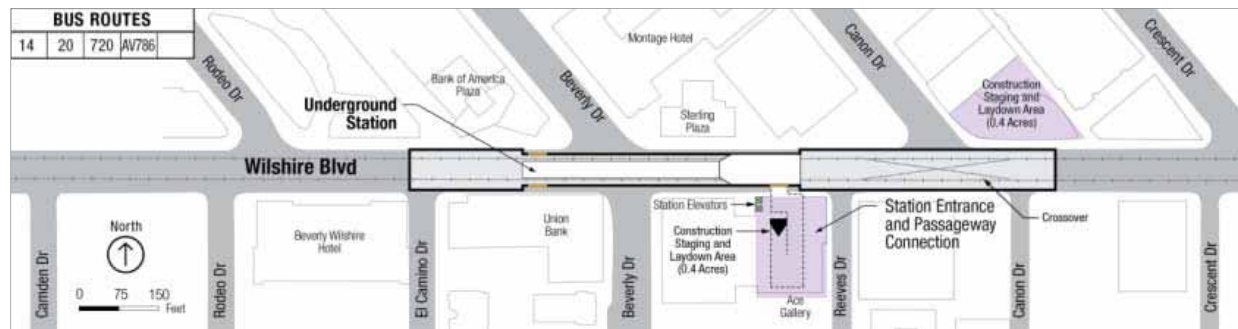 BUS ROUTES
14 20 720 AV786
Rodeo Dr
Bank of America
Plaza
Beverly Dr
Montage Hotel
Canon Dr
Crescent Dr
Construction
Staging and
Laydown Area
(0.4 Acres)
Underground
Station
Sterling
Plaza
Wilshire Blvd
Station Elevators
Station Entrance
and Passageway
Connection
Crossover
North
0 75 150
Feet
Camden Dr
Rodeo Dr
Beverly Wilshire
Hotel
El Camino Dr
Union
Bank
Beverly Dr
Construction
Staging and
Laydown Area
(0.4 Acres)
Ace
Gallery
Reeves Dr
Canon Dr
Crescent Dr